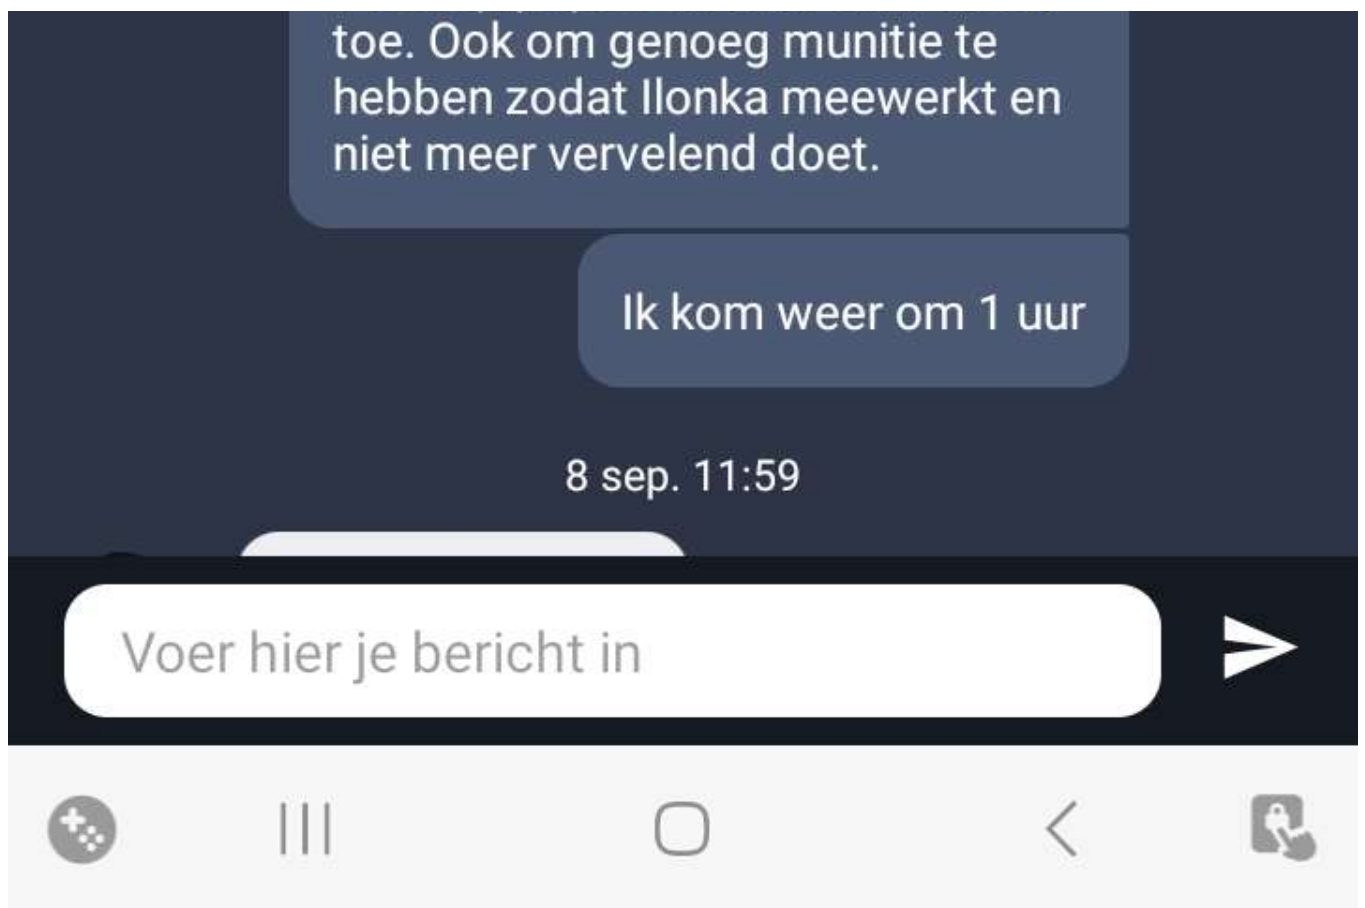 toe. Ook om genoeg munitie te
hebben zodat Ilonka meewerkt en
niet meer vervelend doet.
Ik kom weer om 1 uur
8 sep. 11:59
Voer hier je bericht in